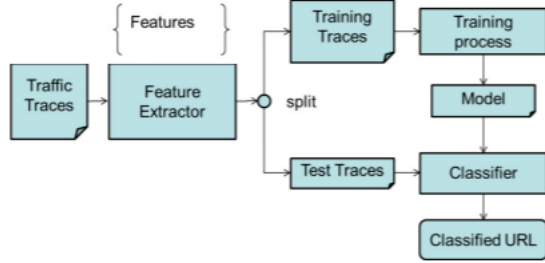 Features
Training
Traces
Training
process
Traffic
Traces
Feature
Extractor
split
Model
Test Traces
Classifier
Classified URL